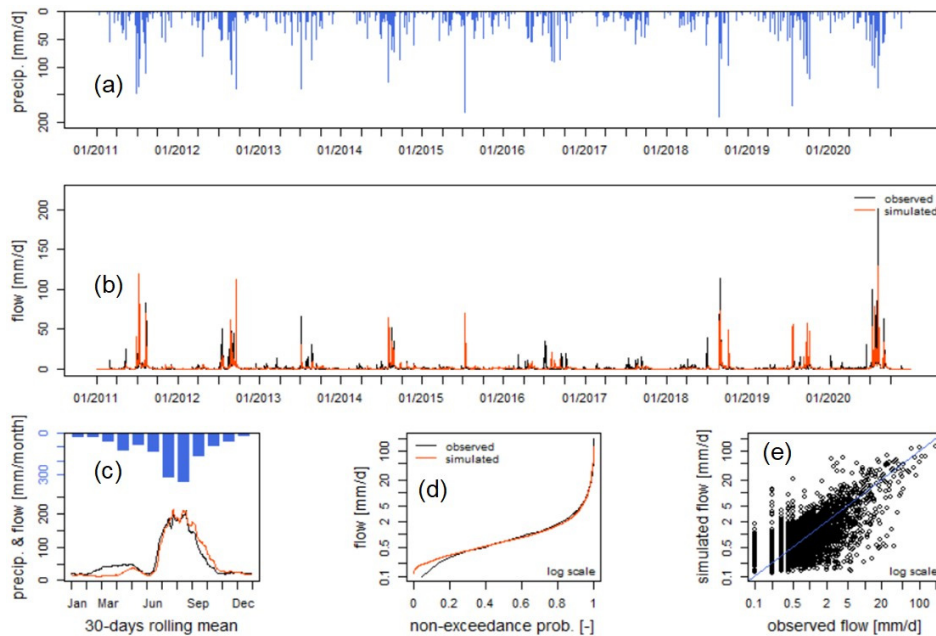 (a)
precip. [mm/d]
0
50
100
200
01/2011 01/2012 01/2013 01/2014 01/2015 01/2016 01/2017 01/2018 01/2019 01/2020
(b)
flow [mm/d]
200
150
100
50
0
observed
simulated
01/2011 01/2012 01/2013 01/2014 01/2015 01/2016 01/2017 01/2018 01/2019 01/2020
(c)
precip. & flow [mm/month]
0
300
200
100
0
Jan Mar Jun Sep Dec
30-days rolling mean
(d)
observed
simulated
flow [mm/d]
100
20
5
2
0.5
0.1
log scale
0 0.2 0.4 0.6 0.8 1
non-exceedance prob. [-]
(e)
simulated flow [mm/d]
100
20
5
2
0.5
0.1
log scale
0.1 0.5 2 5 20 100
observed flow [mm/d]